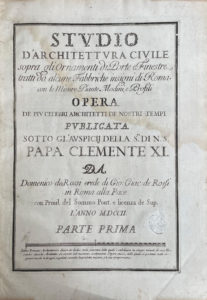 STVDIO
D'ARCHITETTVRA CIVILE
sopra gli Ornamenti di Porte e Finestre
tratti da alcune Fabbriche insigni di Roma
con le Misure Piante Modini, e Profili
OPERA
DE PIV CELEBRI ARCHITETTI DE NOSTRI TEMPI
PVBLICATA
SOTTO GL'AVSPICII DELLA S.TA DI N. S.
PAPA CLEMENTE XI.
DA
Domenico de Rossi erede di Gio: Giac. de Rossi
in Roma alla Pace
con Privil. del Sommo Pont. e licenza de Sup.
L'ANNO MDCCII
PARTE PRIMA